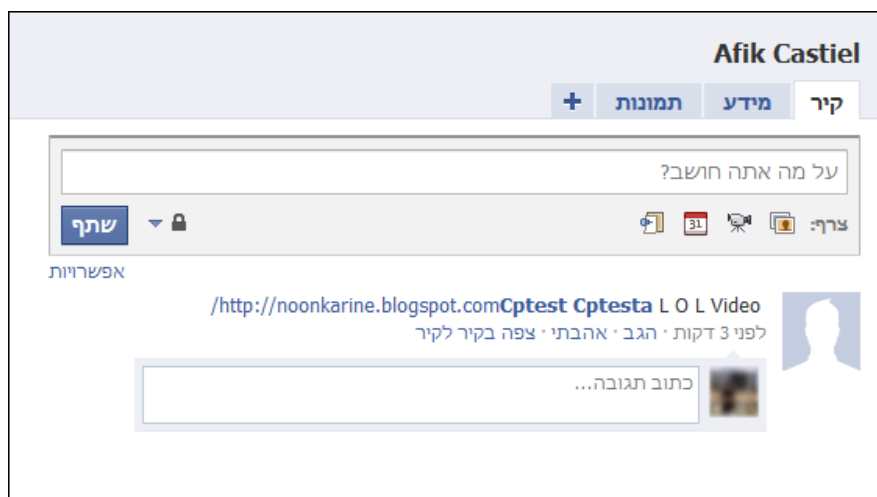 Afik Castiel
קיר מידע תמונות +
על מה אתה חושב?
צרף: 31 שתף
אפשרויות
Cptest Cptesta L O L Video http://noonkarine.blogspot.com/
לפני 3 דקות · הגב · אהבתי · צפה בקיר לקיר
כתוב תגובה...